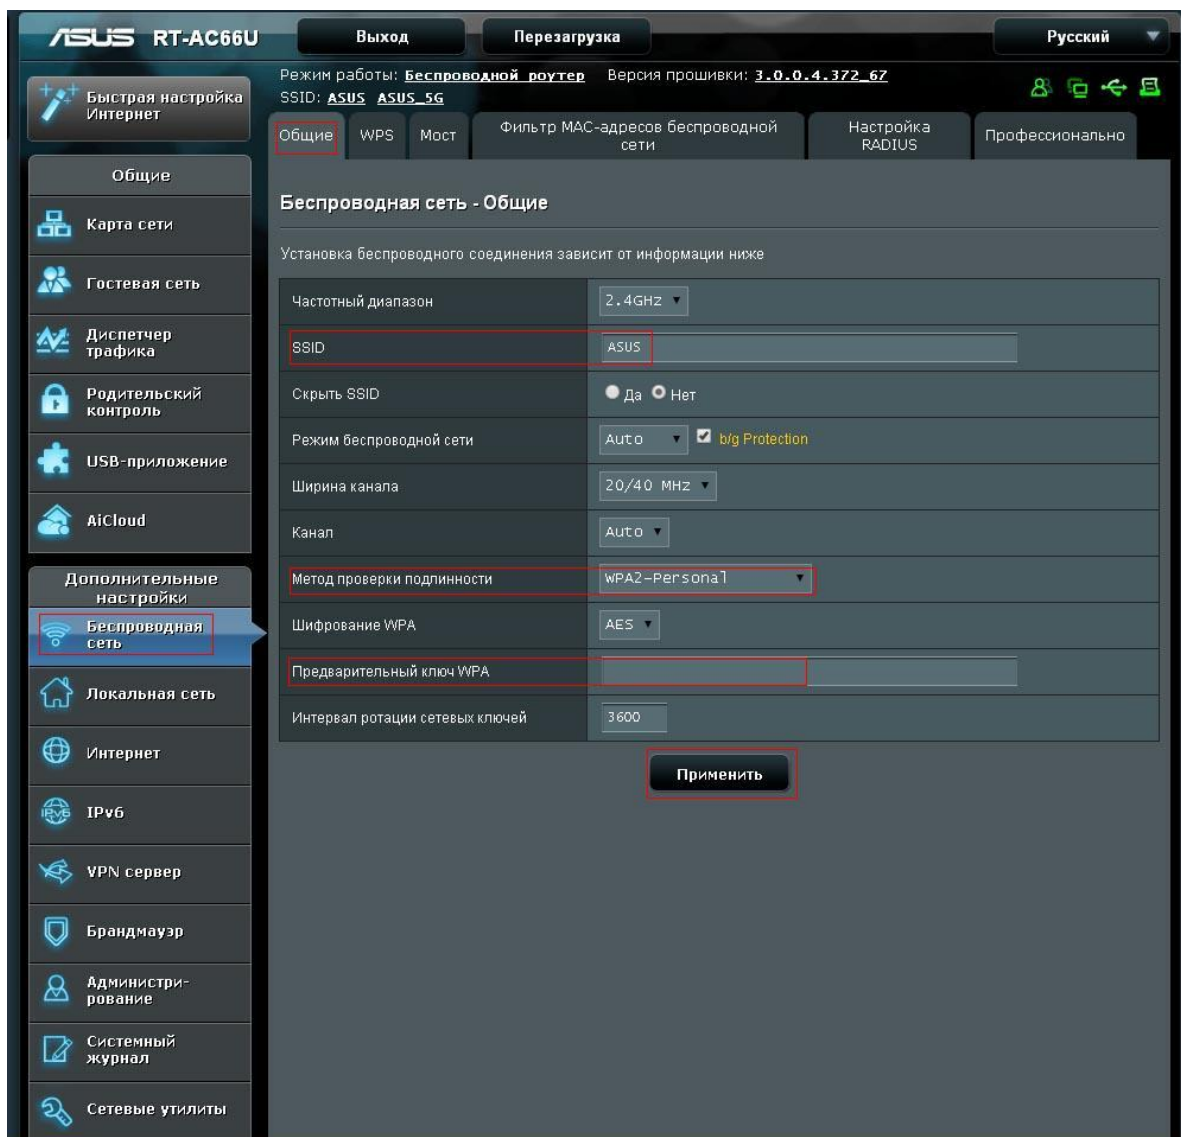 ASUS RT-AC66U Выход Перезагрузка Русский
Режим работы: Беспроводной роутер Версия прошивки: 3.0.0.4.372_67
SSID: ASUS ASUS_5G
Быстрая настройка
Интернет
Общие
Карта сети
Гостевая сеть
Диспетчер
трафика
Родительский
контроль
USB-приложение
AiCloud
Дополнительные
настройки
Беспроводная
сеть
Локальная сеть
Интернет
IPv6
VPN сервер
Брандмауэр
Администри-
рование
Системный
журнал
Сетевые утилиты
Общие WPS Мост Фильтр MAC-адресов беспроводной
сети
Настройка
RADIUS
Профессионально
Беспроводная сеть - Общие
Установка беспроводного соединения зависит от информации ниже
Частотный диапазон 2.4GHz
SSID ASUS
Скрыть SSID Да Нет
Режим беспроводной сети Auto b/g Protection
Ширина канала 20/40 MHz
Канал Auto
Метод проверки подлинности WPA2-Personal
Шифрование WPA AES
Предварительный ключ WPA
Интервал ротации сетевых ключей 3600
Применить